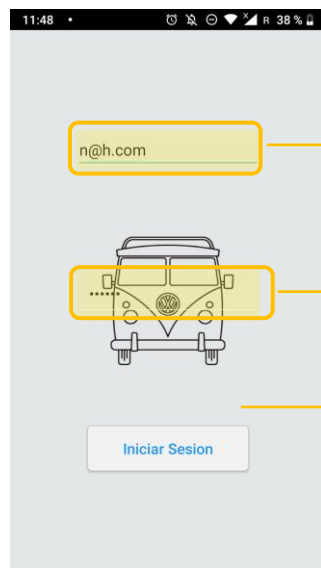 11:48 • R 38 %
n@h.com
••••••
Iniciar Sesion